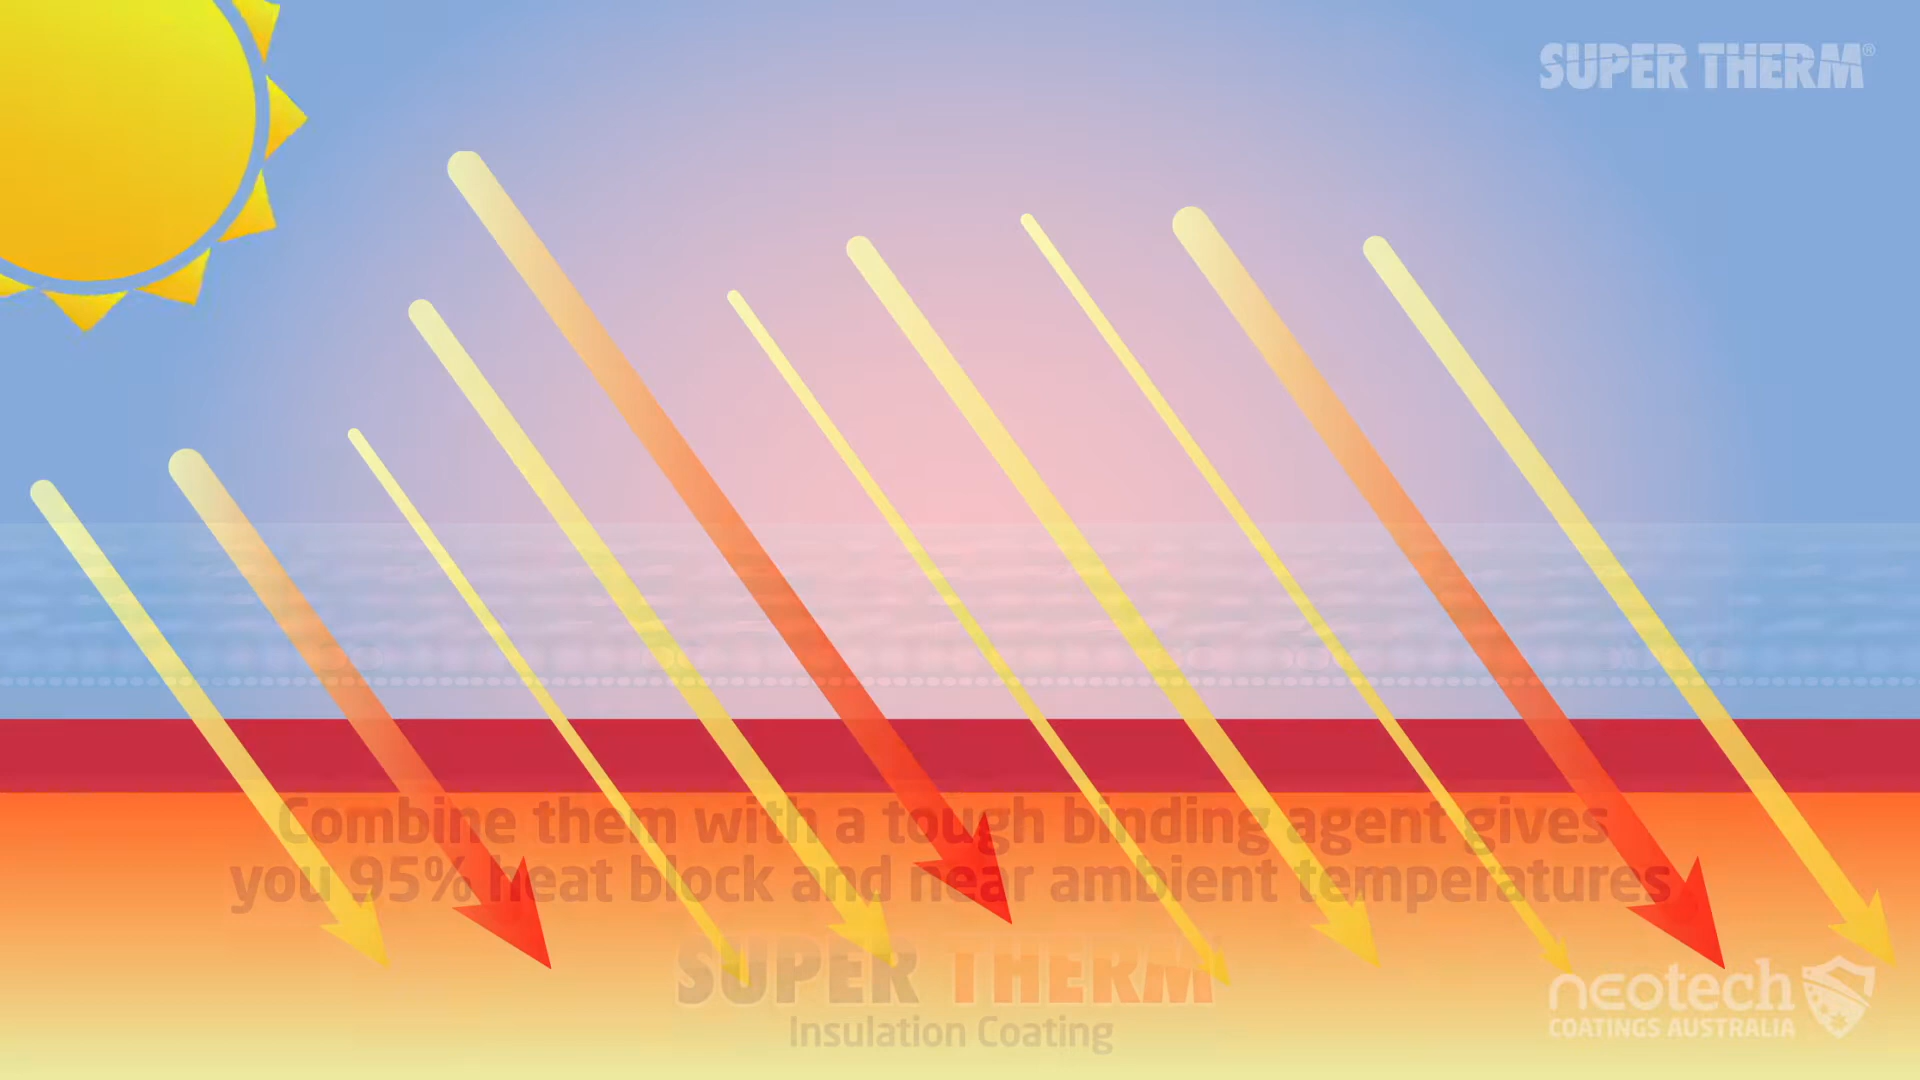 SUPER THERM®
Combine them with a tough binding agent gives
you 95% heat block and near ambient temperatures
SUPER THERM
Insulation Coating
neotech
COATINGS AUSTRALIA